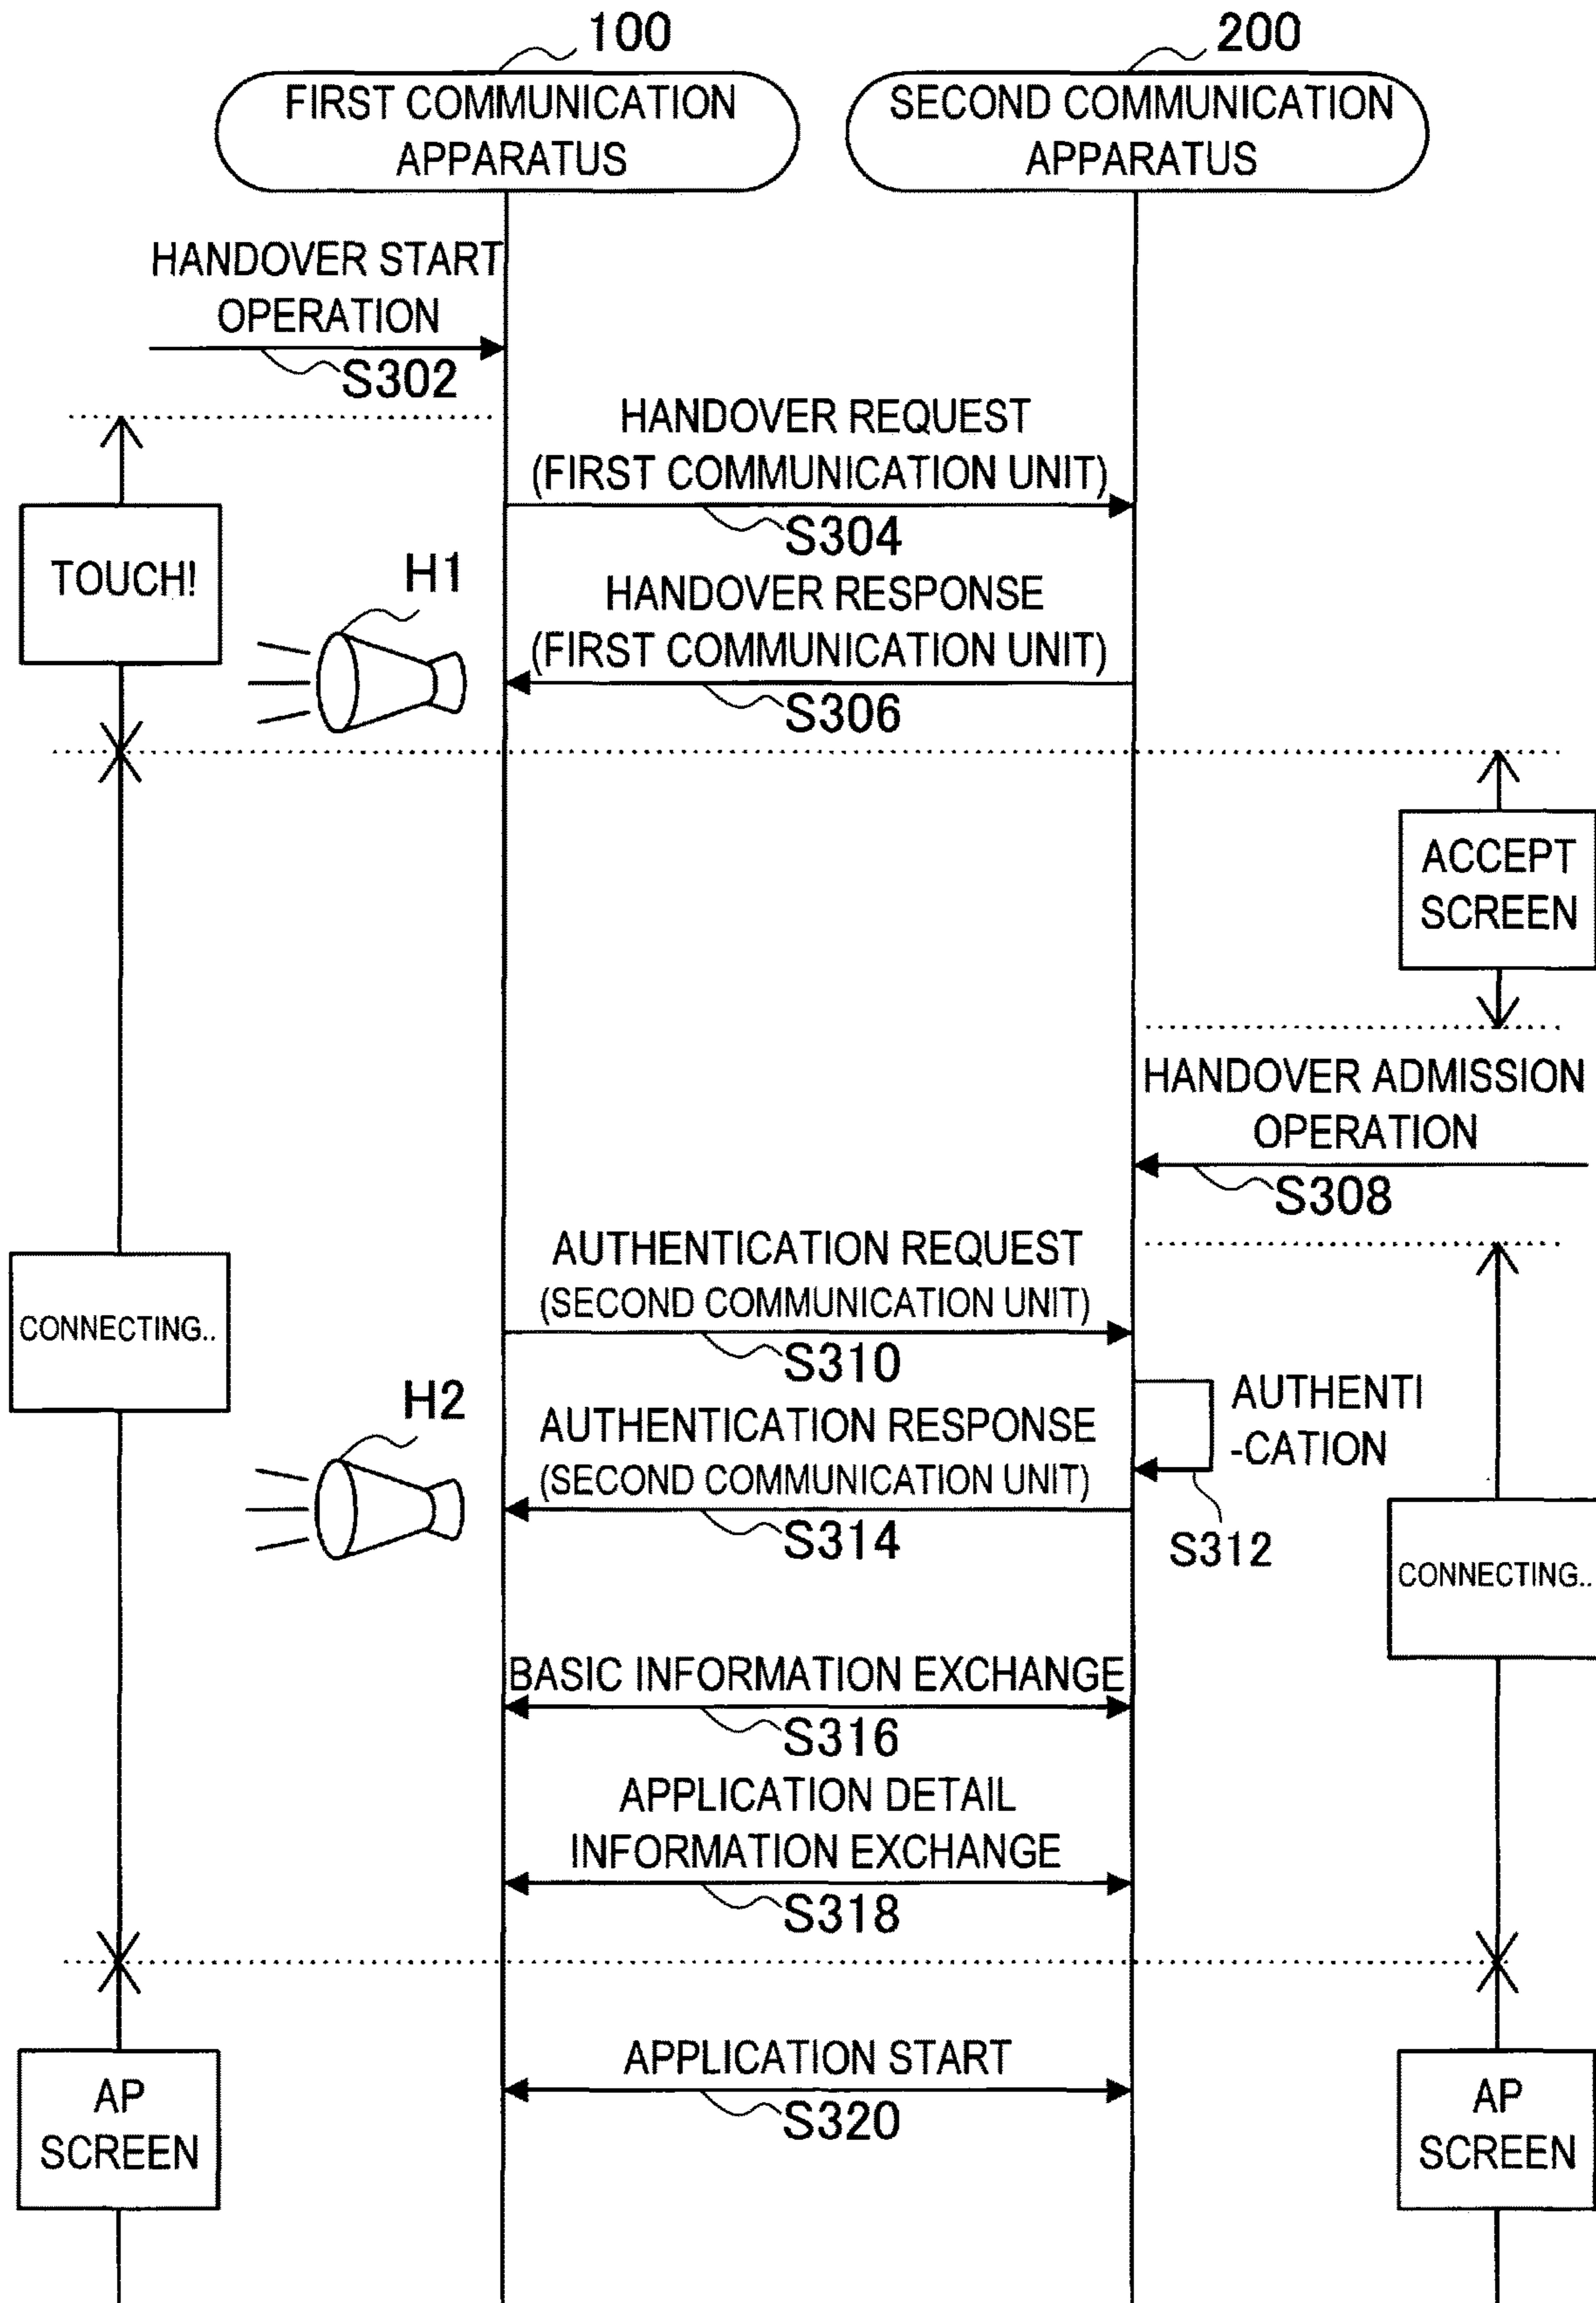 100
200
FIRST COMMUNICATION
APPARATUS
SECOND COMMUNICATION
APPARATUS
HANDOVER START
OPERATION
S302
HANDOVER REQUEST
(FIRST COMMUNICATION UNIT)
S304
TOUCH!
H1
HANDOVER RESPONSE
(FIRST COMMUNICATION UNIT)
S306
ACCEPT
SCREEN
HANDOVER ADMISSION
OPERATION
S308
AUTHENTICATION REQUEST
(SECOND COMMUNICATION UNIT)
S310
CONNECTING..
AUTHENTI
-CATION
S312
H2
AUTHENTICATION RESPONSE
(SECOND COMMUNICATION UNIT)
S314
CONNECTING..
BASIC INFORMATION EXCHANGE
S316
APPLICATION DETAIL
INFORMATION EXCHANGE
S318
APPLICATION START
S320
AP
SCREEN
AP
SCREEN